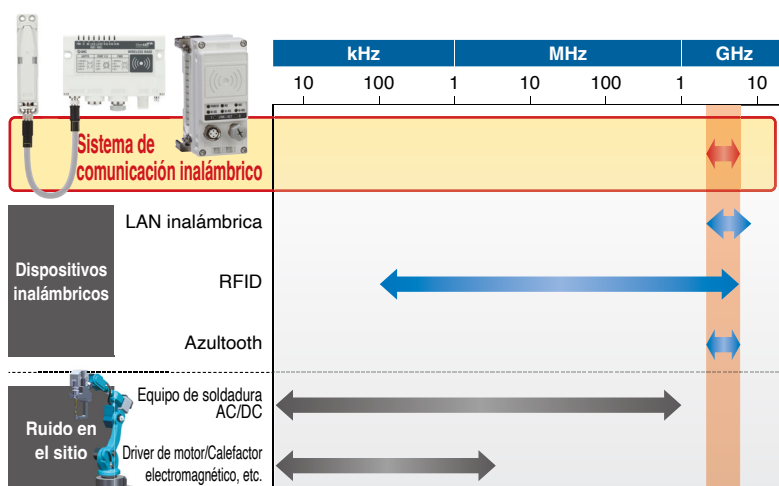 kHz MHz GHz
10 100 1 10 100 1 10
Sistema de
comunicación inalámbrico
Dispositivos
inalámbricos
LAN inalámbrica
RFID
Azultooth
Ruido en
el sitio
Equipo de soldadura
AC/DC
Driver de motor/Calefactor
electromagnético, etc.